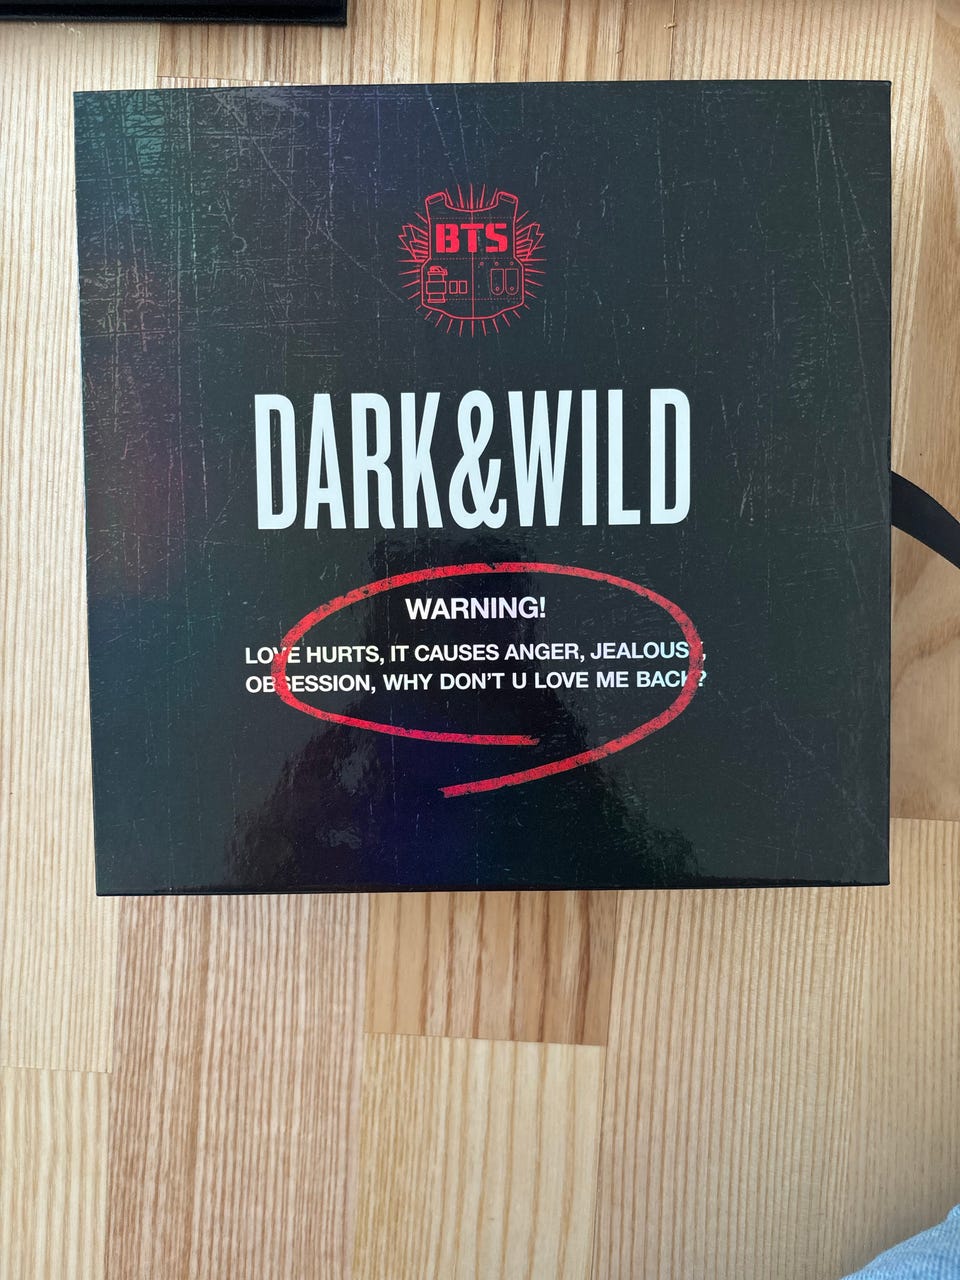 BTS
DARK&WILD
WARNING!
LOVE HURTS, IT CAUSES ANGER, JEALOUSY,
OBSESSION, WHY DON'T U LOVE ME BACK?